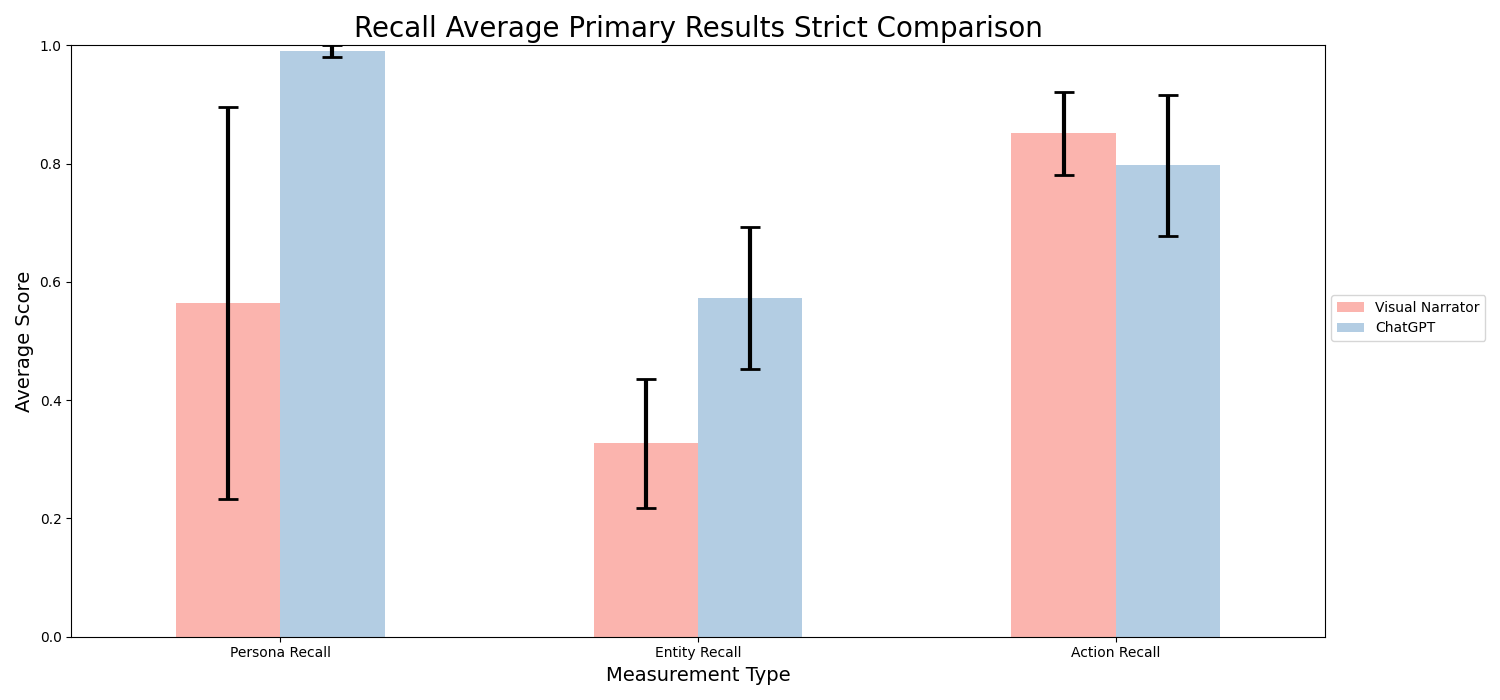 Recall Average Primary Results Strict Comparison
1.0
0.8
0.6
0.4
0.2
0.0
Average Score
Persona Recall
Entity Recall
Action Recall
Measurement Type
Visual Narrator
ChatGPT